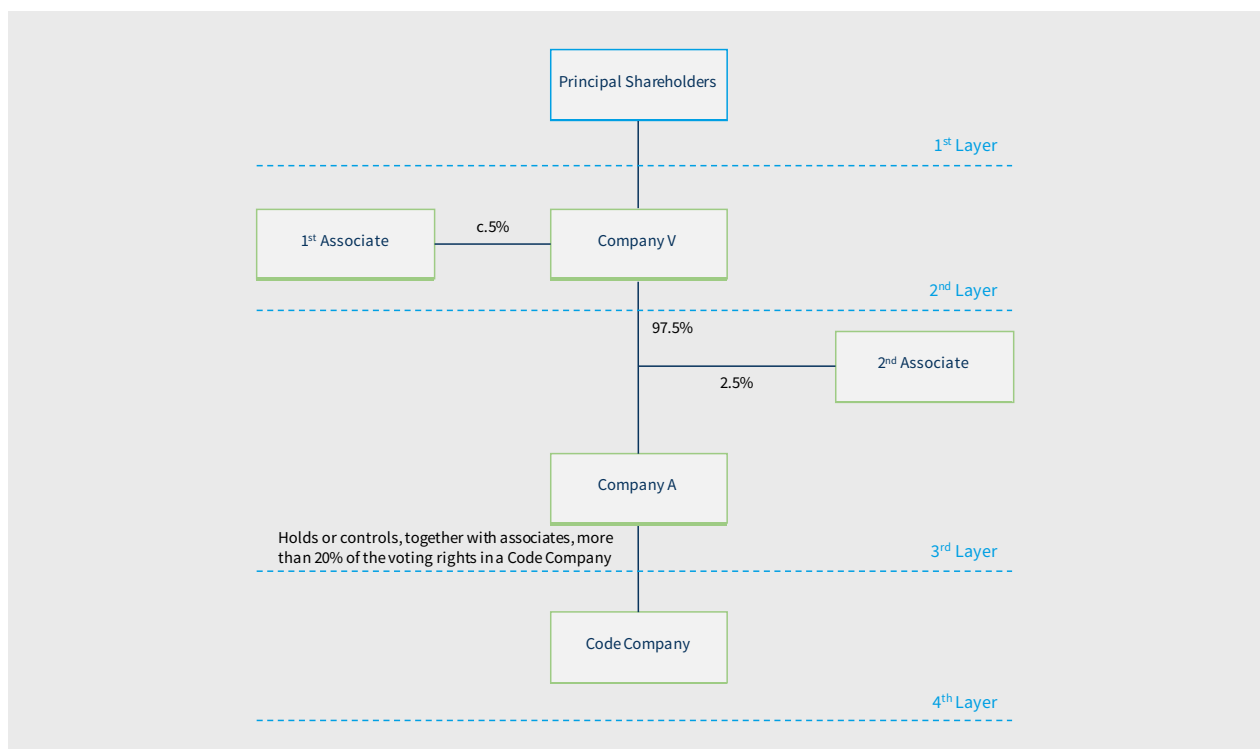 Principal Shareholders
1st Layer
1st Associate
c.5%
Company V
2nd Layer
97.5%
2nd Associate
2.5%
Company A
Holds or controls, together with associates, more
than 20% of the voting rights in a Code Company
3rd Layer
Code Company
4th Layer